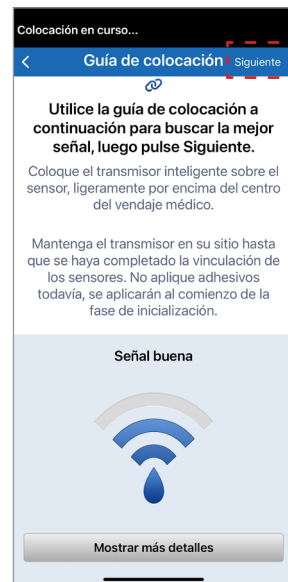 Colocación en curso...
Guía de colocación Siguiente
Utilice la guía de colocación a
continuación para buscar la mejor
señal, luego pulse Siguiente.
Coloque el transmisor inteligente sobre el
sensor, ligeramente por encima del centro
del vendaje médico.
Mantenga el transmisor en su sitio hasta
que se haya completado la vinculación de
los sensores. No aplique adhesivos
todavía, se aplicarán al comienzo de la
fase de inicialización.
Señal buena
Mostrar más detalles